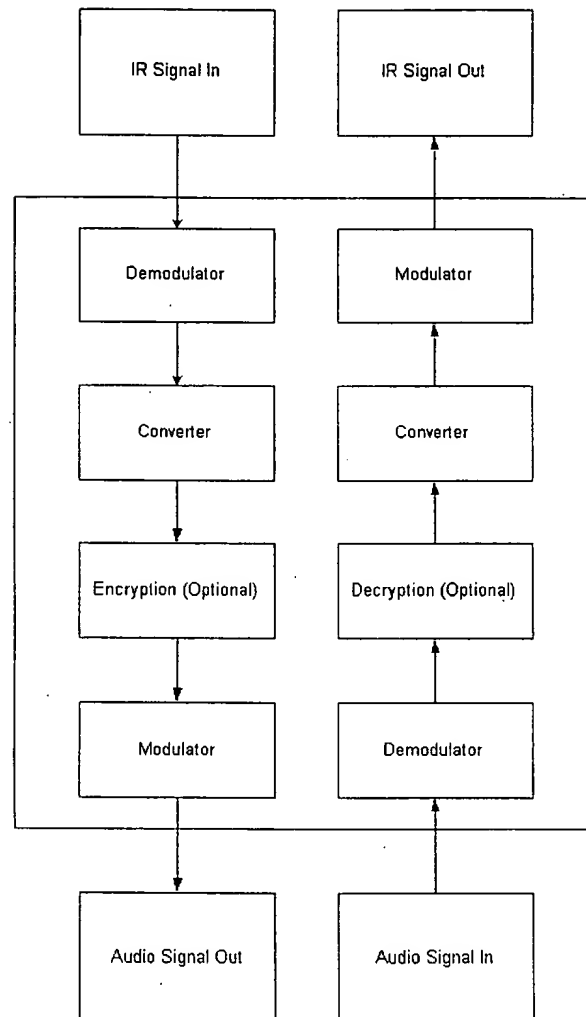 IR Signal In
IR Signal Out
Demodulator
Modulator
Converter
Converter
Encryption (Optional)
Decryption (Optional)
Modulator
Demodulator
Audio Signal Out
Audio Signal In